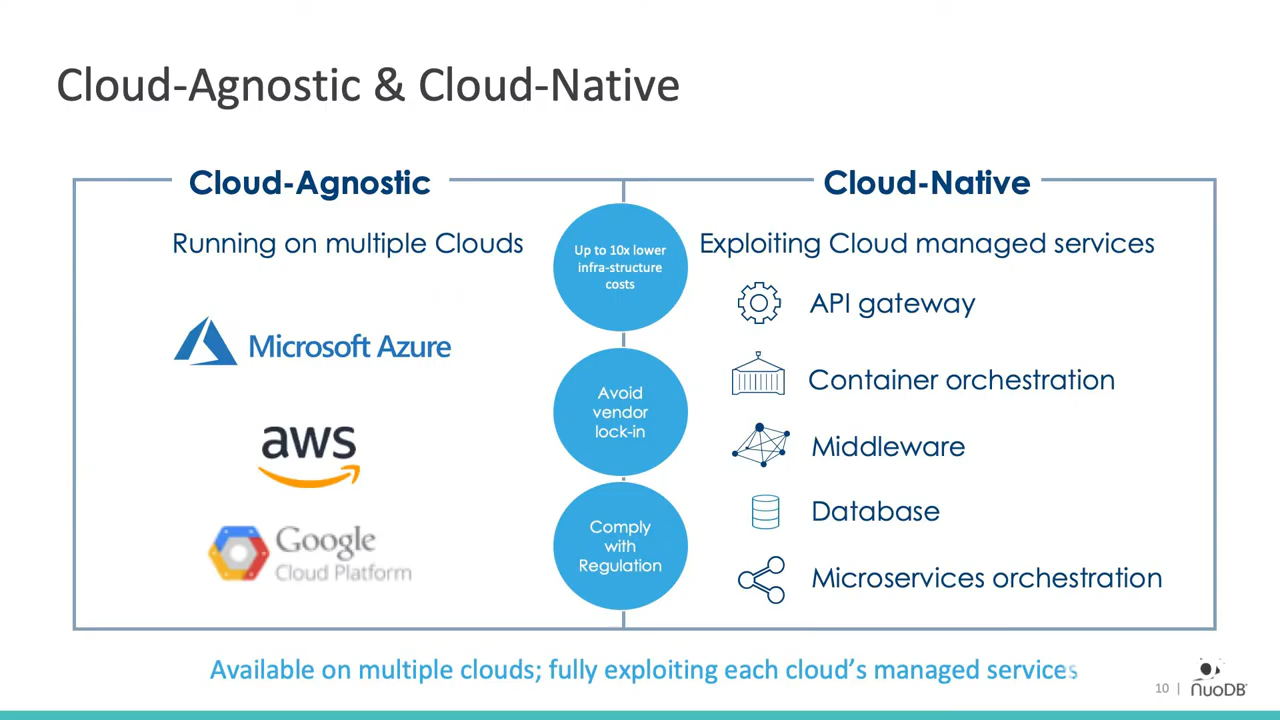 Cloud-Agnostic & Cloud-Native
Cloud-Agnostic
Running on multiple Clouds
Microsoft Azure
aws
Google
Cloud Platform
Up to 10x lower
infra-structure
costs
Avoid
vendor
lock-in
Comply
with
Regulation
Cloud-Native
Exploiting Cloud managed services
API gateway
Container orchestration
Middleware
Database
Microservices orchestration
Available on multiple clouds; fully exploiting each cloud's managed services
10 |
NUODB